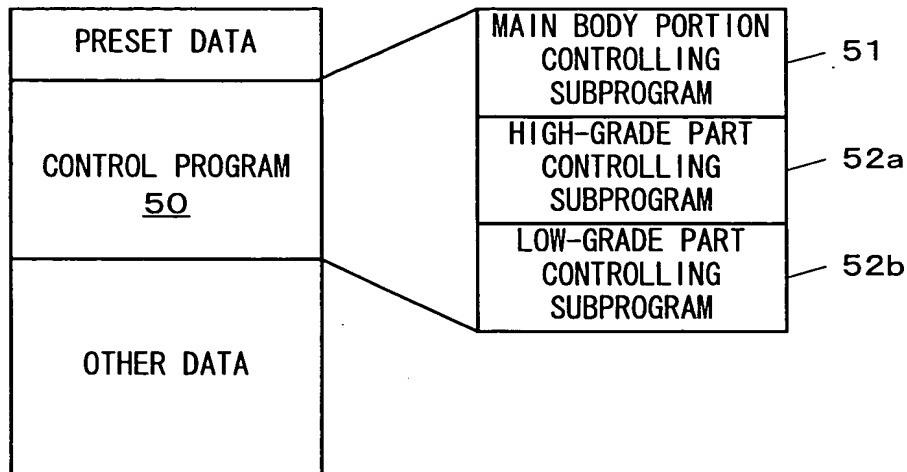 PRESET DATA
CONTROL PROGRAM
50
OTHER DATA
MAIN BODY PORTION
CONTROLLING
SUBPROGRAM
51
HIGH-GRADE PART
CONTROLLING
SUBPROGRAM
52a
LOW-GRADE PART
CONTROLLING
SUBPROGRAM
52b